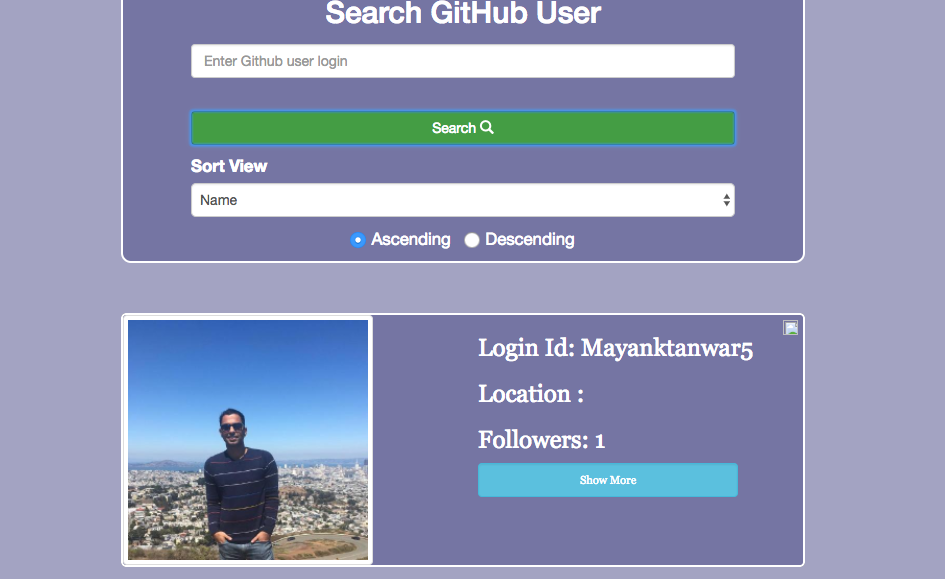 Search GitHub User
Enter Github user login
Search
Sort View
Name
Ascending Descending
Login Id: Mayanktanwar5
Location :
Followers: 1
Show More